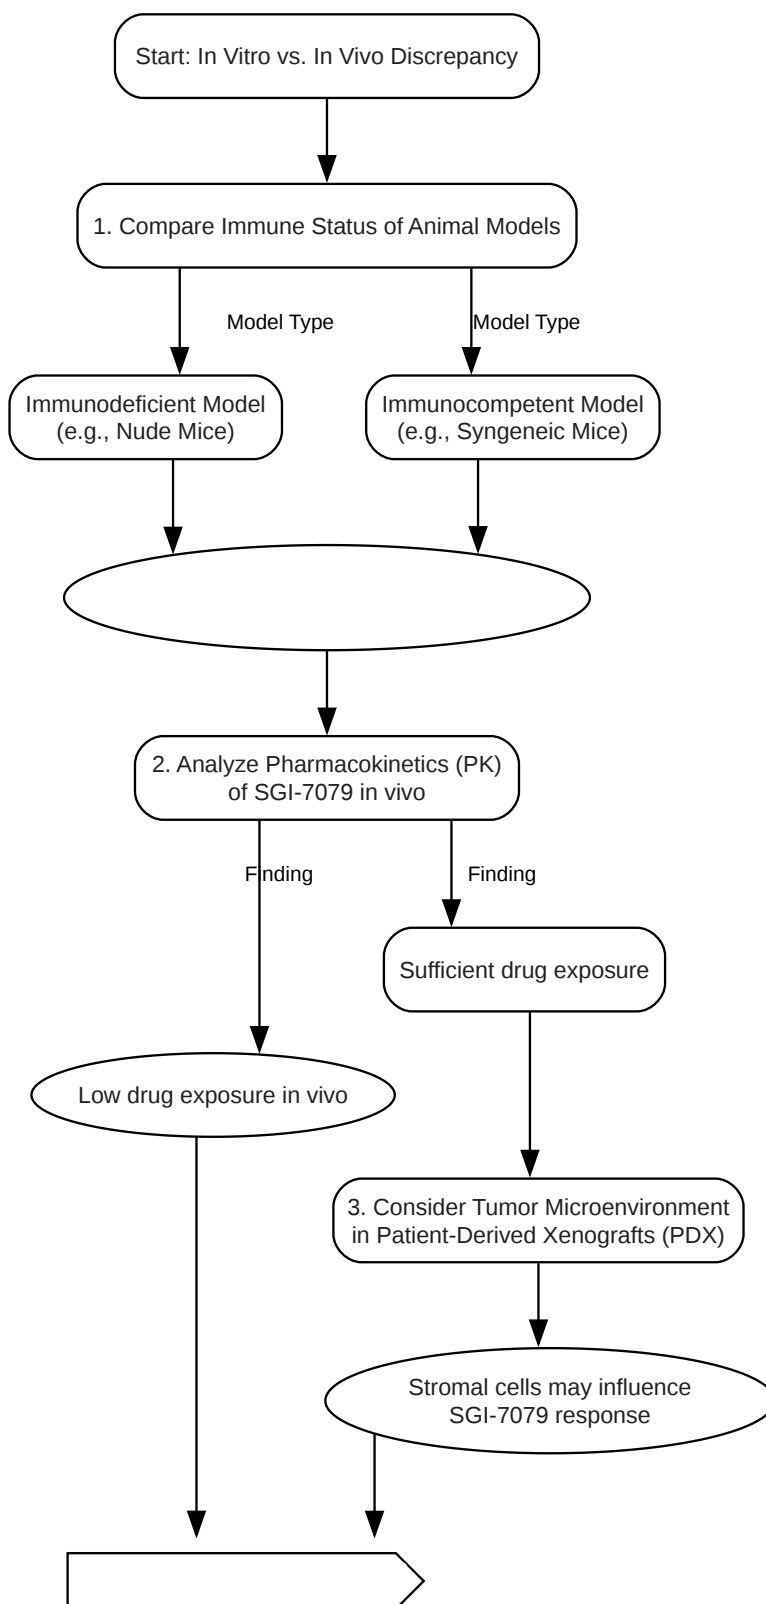 Start: In Vitro vs. In Vivo Discrepancy
1. Compare Immune Status of Animal Models
Model Type
Model Type
Immunodeficient Model
(e.g., Nude Mice)
Immunocompetent Model
(e.g., Syngeneic Mice)
2. Analyze Pharmacokinetics (PK)
of SGI-7079 in vivo
Finding
Finding
Sufficient drug exposure
Low drug exposure in vivo
3. Consider Tumor Microenvironment
in Patient-Derived Xenografts (PDX)
Stromal cells may influence
SGI-7079 response